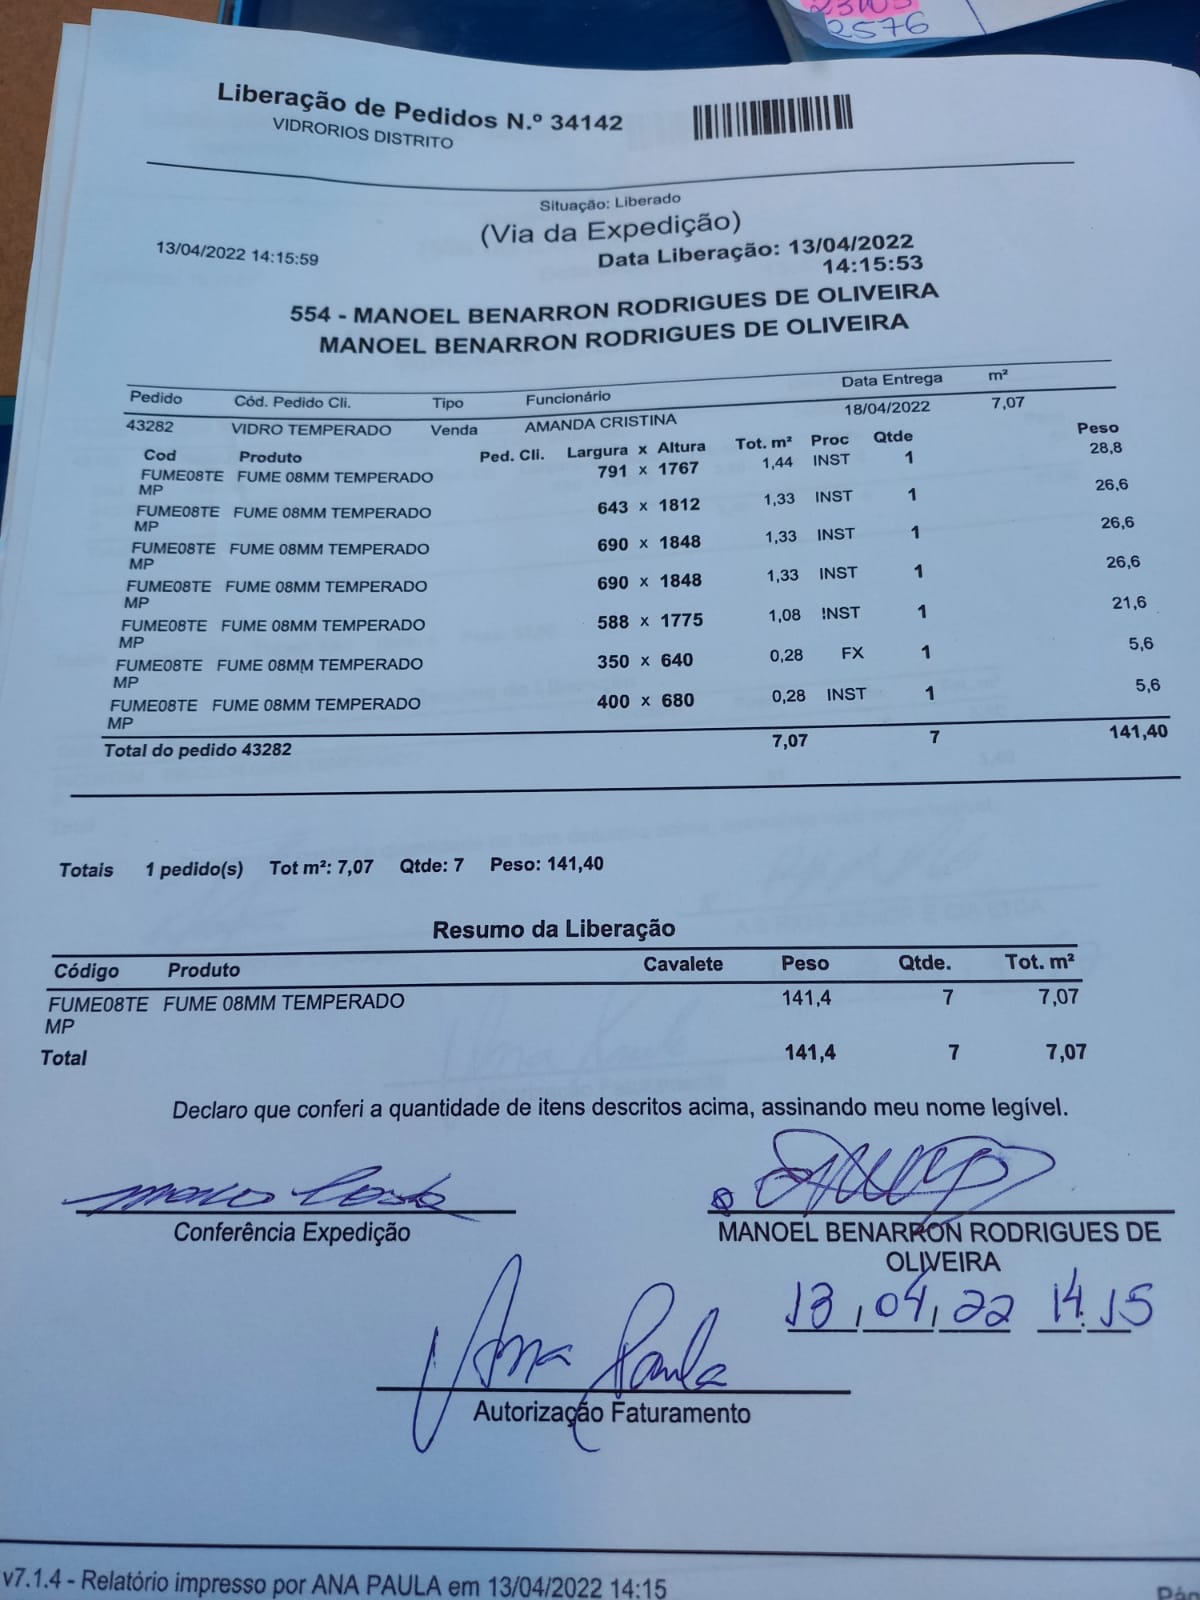 23103
2576
Liberação de Pedidos N.º 34142
VIDRORIOS DISTRITO
Situação: Liberado
(Via da Expedição)
13/04/2022 14:15:59
Data Liberação: 13/04/2022
14:15:53
554 - MANOEL BENARRON RODRIGUES DE OLIVEIRA
MANOEL BENARRON RODRIGUES DE OLIVEIRA
Pedido Cód. Pedido Cli. Tipo Funcionário Data Entrega m²
43282 VIDRO TEMPERADO Venda AMANDA CRISTINA 18/04/2022 7,07
Cod Produto Ped. Cli. Largura x Altura Tot. m² Proc Qtde Peso
FUME08TE FUME 08MM TEMPERADO 791 x 1767 1,44 INST 1 28,8
MP
FUME08TE FUME 08MM TEMPERADO 643 x 1812 1,33 INST 1 26,6
MP
FUME08TE FUME 08MM TEMPERADO 690 x 1848 1,33 INST 1 26,6
MP
FUME08TE FUME 08MM TEMPERADO 690 x 1848 1,33 INST 1 26,6
MP
FUME08TE FUME 08MM TEMPERADO 588 x 1775 1,08 INST 1 21,6
MP
FUME08TE FUME 08MM TEMPERADO 350 x 640 0,28 FX 1 5,6
MP
FUME08TE FUME 08MM TEMPERADO 400 x 680 0,28 INST 1 5,6
MP
Total do pedido 43282 7,07 7 141,40
Totais 1 pedido(s) Tot m²: 7,07 Qtde: 7 Peso: 141,40
Resumo da Liberação
Código Produto Cavalete Peso Qtde. Tot. m²
FUME08TE FUME 08MM TEMPERADO 141,4 7 7,07
MP
Total 141,4 7 7,07
Declaro que conferi a quantidade de itens descritos acima, assinando meu nome legível.
Conferência Expedição
MANOEL BENARRON RODRIGUES DE
OLIVEIRA
13,04,22 14.15
Ana Paula
Autorização Faturamento
v7.1.4 - Relatório impresso por ANA PAULA em 13/04/2022 14:15